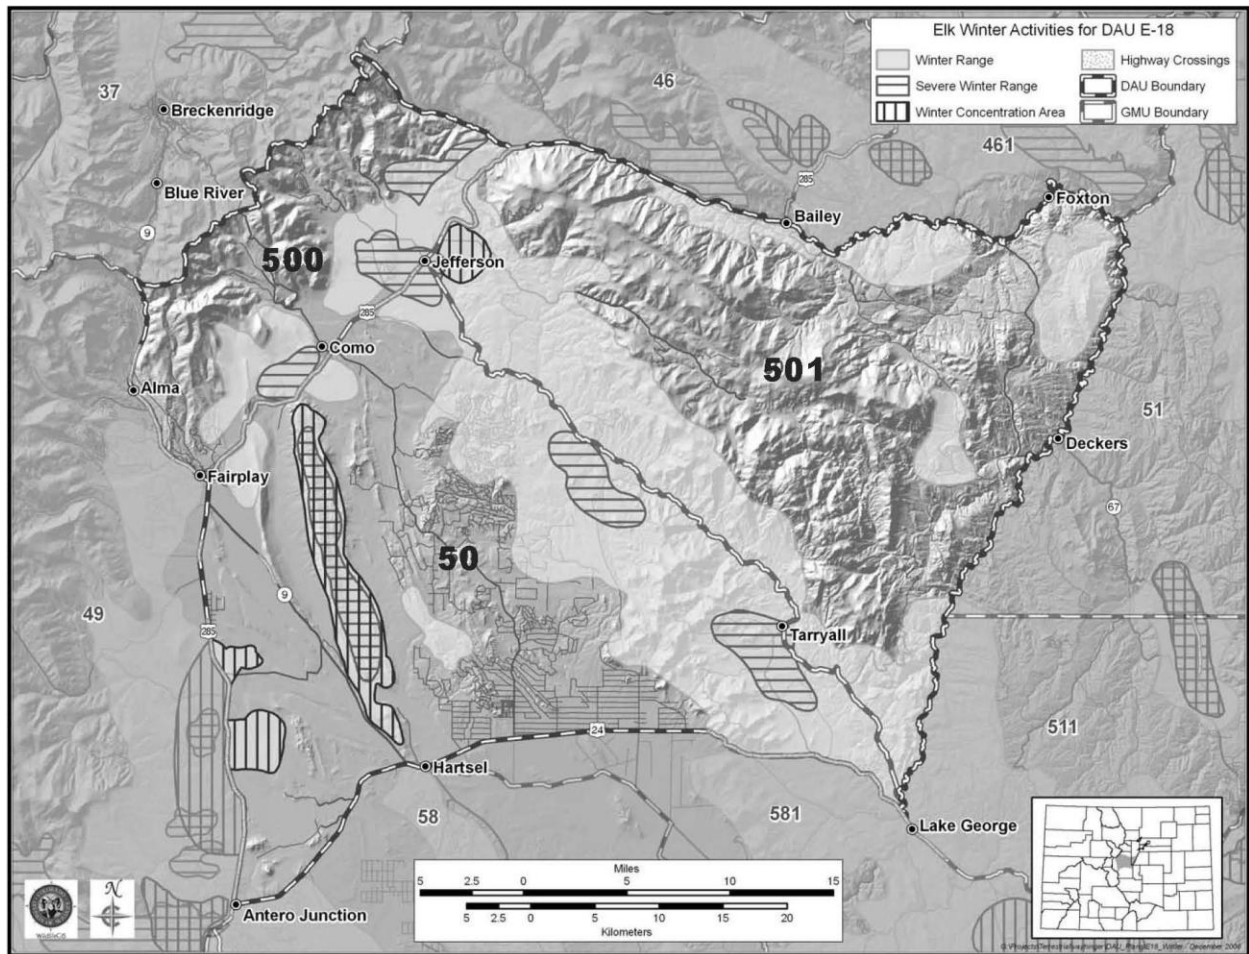 Elk Winter Activities for DAU E-18
Winter Range
Highway Crossings
Severe Winter Range
DAU Boundary
Winter Concentration Area
GMU Boundary
37
46
Breckenridge
461
285
Blue River
Foxton
Bailey
9
500
Jefferson
285
Como
501
Alma
51
Deckers
Fairplay
67
50
9
49
285
Tarryall
511
24
Hartsel
58
581
Lake George
Miles
5 2.5 0 5 10 15
5 2.5 0 5 10 15 20
Kilometers
N
Antero Junction